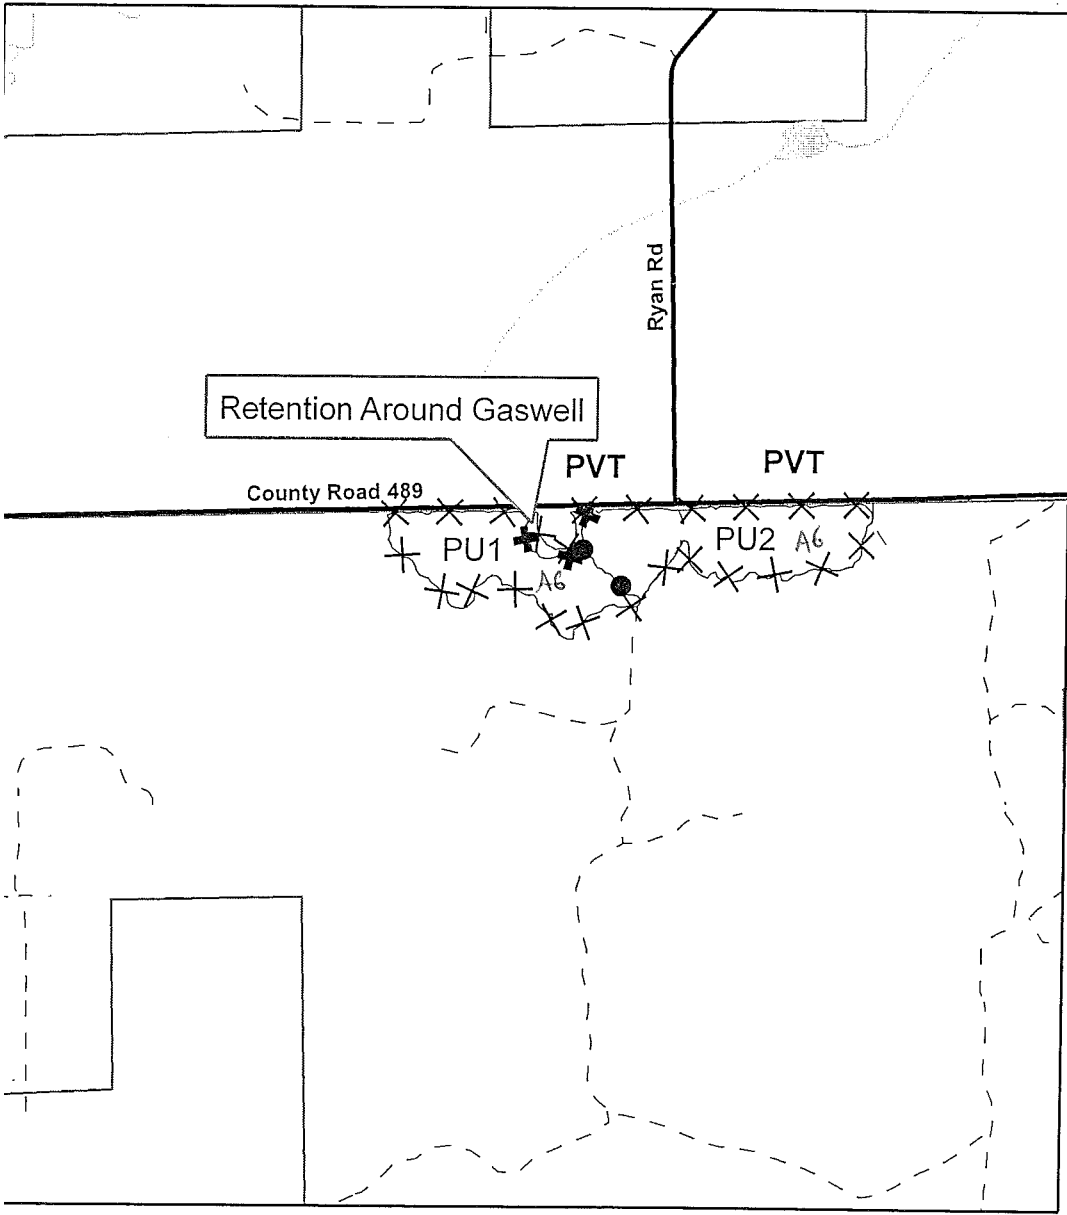 Ryan Rd
Retention Around Gaswell
PVT
PVT
County Road 489
PU1
PU2
A6
A6